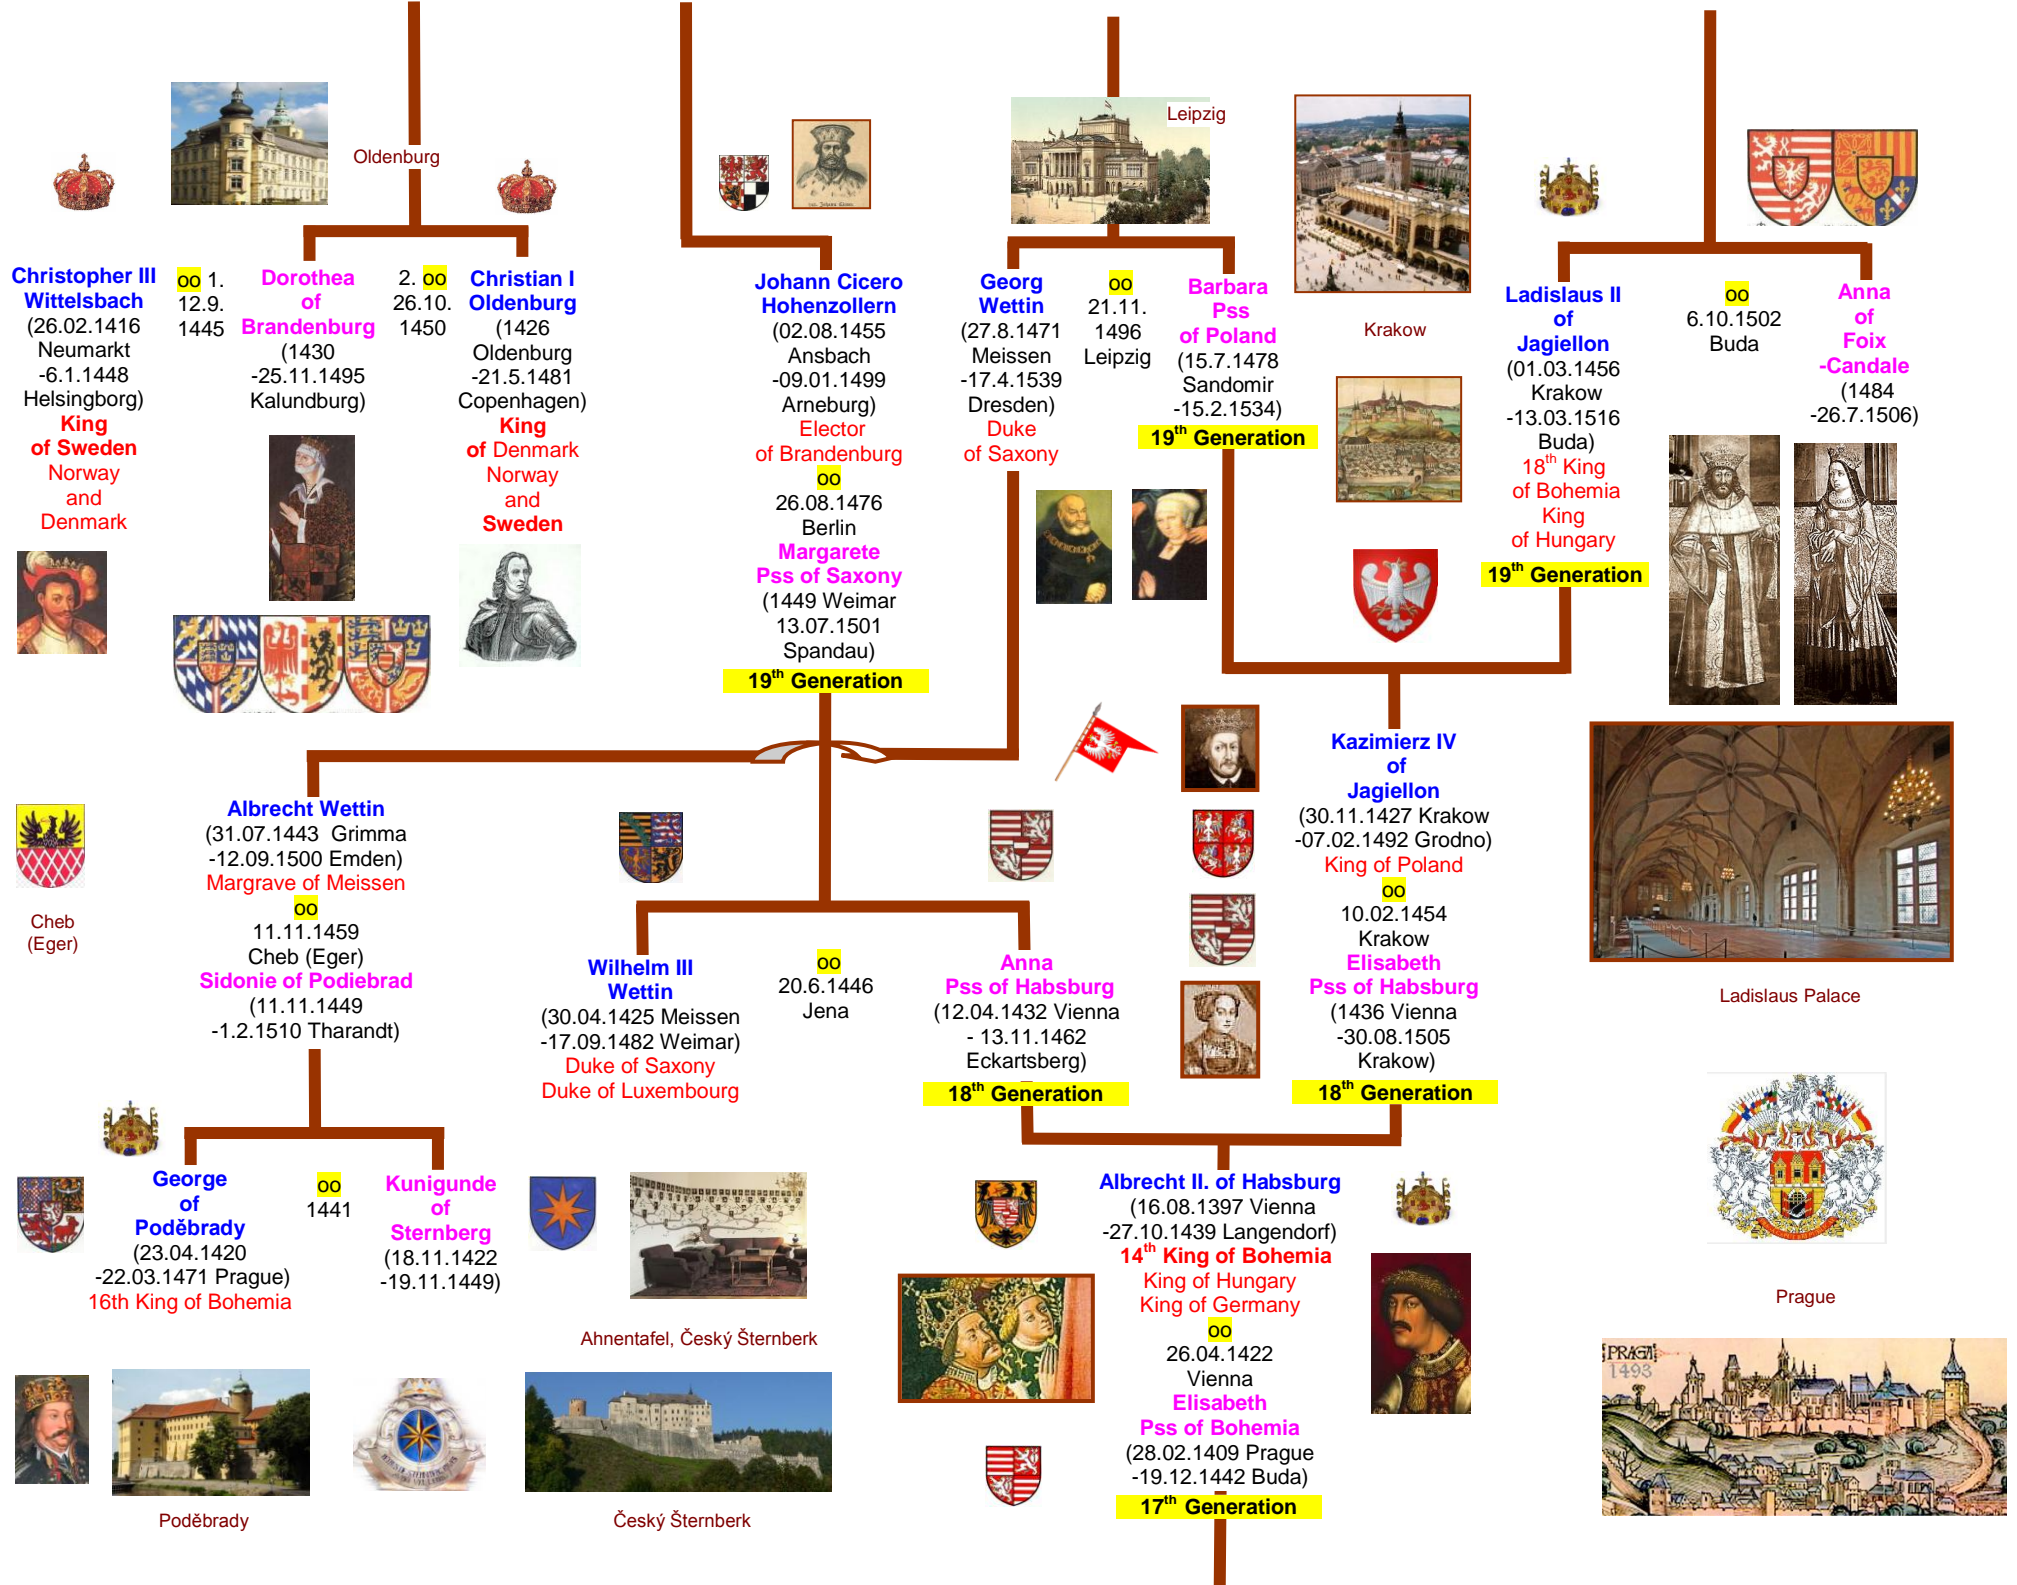 Oldenburg
Leipzig
Christopher III
Wittelsbach
(26.02.1416
Neumarkt
-6.1.1448
Helsingborg)
King
of Sweden
Norway
and
Denmark
oo 1.
12.9.
1445
Dorothea
of
Brandenburg
(1430
-25.11.1495
Kalundburg)
2. oo
26.10.
1450
Christian I
Oldenburg
(1426
Oldenburg
-21.5.1481
Copenhagen)
King
of Denmark
Norway
and
Sweden
Johann Cicero
Hohenzollern
(02.08.1455
Ansbach
-09.01.1499
Arneburg)
Elector
of Brandenburg
oo
26.08.1476
Berlin
Margarete
Pss of Saxony
(1449 Weimar
13.07.1501
Spandau)
19th Generation
Georg
Wettin
(27.8.1471
Meissen
-17.4.1539
Dresden)
Duke
of Saxony
oo
21.11.
1496
Leipzig
Barbara
Pss
of Poland
(15.7.1478
Sandomir
-15.2.1534)
19th Generation
Krakow
Ladislaus II
of
Jagiellon
(01.03.1456
Krakow
-13.03.1516
Buda)
18th King
of Bohemia
King
of Hungary
19th Generation
oo
6.10.1502
Buda
Anna
of
Foix
-Candale
(1484
-26.7.1506)
Cheb
(Eger)
Albrecht Wettin
(31.07.1443 Grimma
-12.09.1500 Emden)
Margrave of Meissen
oo
11.11.1459
Cheb (Eger)
Sidonie of Podiebrad
(11.11.1449
-1.2.1510 Tharandt)
Wilhelm III
Wettin
(30.04.1425 Meissen
-17.09.1482 Weimar)
Duke of Saxony
Duke of Luxembourg
oo
20.6.1446
Jena
Anna
Pss of Habsburg
(12.04.1432 Vienna
- 13.11.1462
Eckartsberg)
18th Generation
Kazimierz IV
of
Jagiellon
(30.11.1427 Krakow
-07.02.1492 Grodno)
King of Poland
oo
10.02.1454
Krakow
Elisabeth
Pss of Habsburg
(1436 Vienna
-30.08.1505
Krakow)
18th Generation
Ladislaus Palace
George
of
Poděbrady
(23.04.1420
-22.03.1471 Prague)
16th King of Bohemia
oo
1441
Kunigunde
of
Sternberg
(18.11.1422
-19.11.1449)
Ahnentafel, Český Šternberk
Albrecht II. of Habsburg
(16.08.1397 Vienna
-27.10.1439 Langendorf)
14th King of Bohemia
King of Hungary
King of Germany
oo
26.04.1422
Vienna
Elisabeth
Pss of Bohemia
(28.02.1409 Prague
-19.12.1442 Buda)
17th Generation
Prague
PRAGA
1493
Poděbrady
Český Šternberk